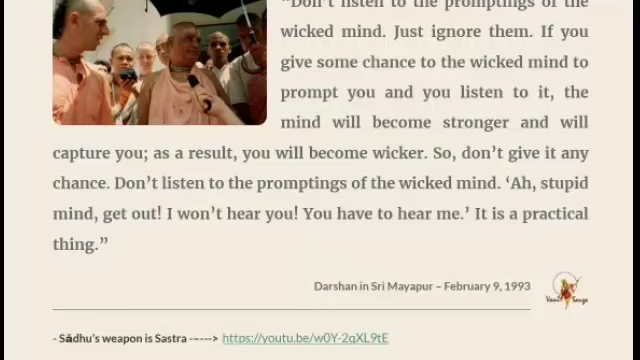 “Don’t listen to the promptings of the
wicked mind. Just ignore them. If you
give some chance to the wicked mind to
prompt you and you listen to it, the
mind will become stronger and will
capture you; as a result, you will become wicker. So, don’t give it any
chance. Don’t listen to the promptings of the wicked mind. ‘Ah, stupid
mind, get out! I won’t hear you! You have to hear me.’ It is a practical
thing.”
Darshan in Sri Mayapur – February 9, 1993
Vani Sanga
- Sādhu’s weapon is Sastra -----> https://youtu.be/w0Y-2qXL9tE